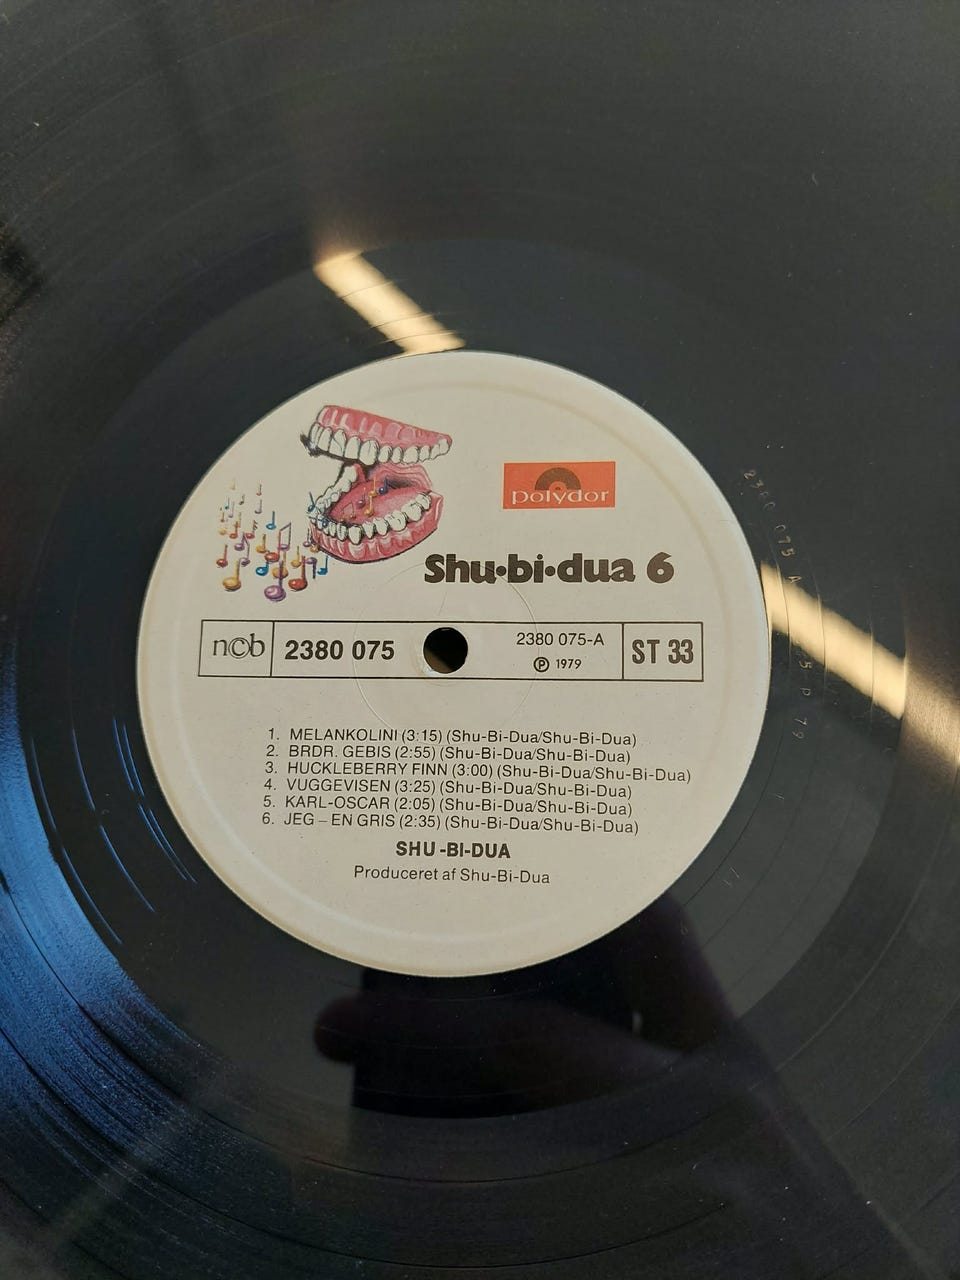 polydor
Shu•bi•dua 6
ncb 2380 075 2380 075-A ST 33
Ⓟ 1979
1. MELANKOLINI (3:15) (Shu-Bi-Dua/Shu-Bi-Dua)
2. BRDR. GEBIS (2:55) (Shu-Bi-Dua/Shu-Bi-Dua)
3. HUCKLEBERRY FINN (3:00) (Shu-Bi-Dua/Shu-Bi-Dua)
4. VUGGEVISEN (3:25) (Shu-Bi-Dua/Shu-Bi-Dua)
5. KARL-OSCAR (2:05) (Shu-Bi-Dua/Shu-Bi-Dua)
6. JEG – EN GRIS (2:35) (Shu-Bi-Dua/Shu-Bi-Dua)
SHU-BI-DUA
Produceret af Shu-Bi-Dua
2380 075 A